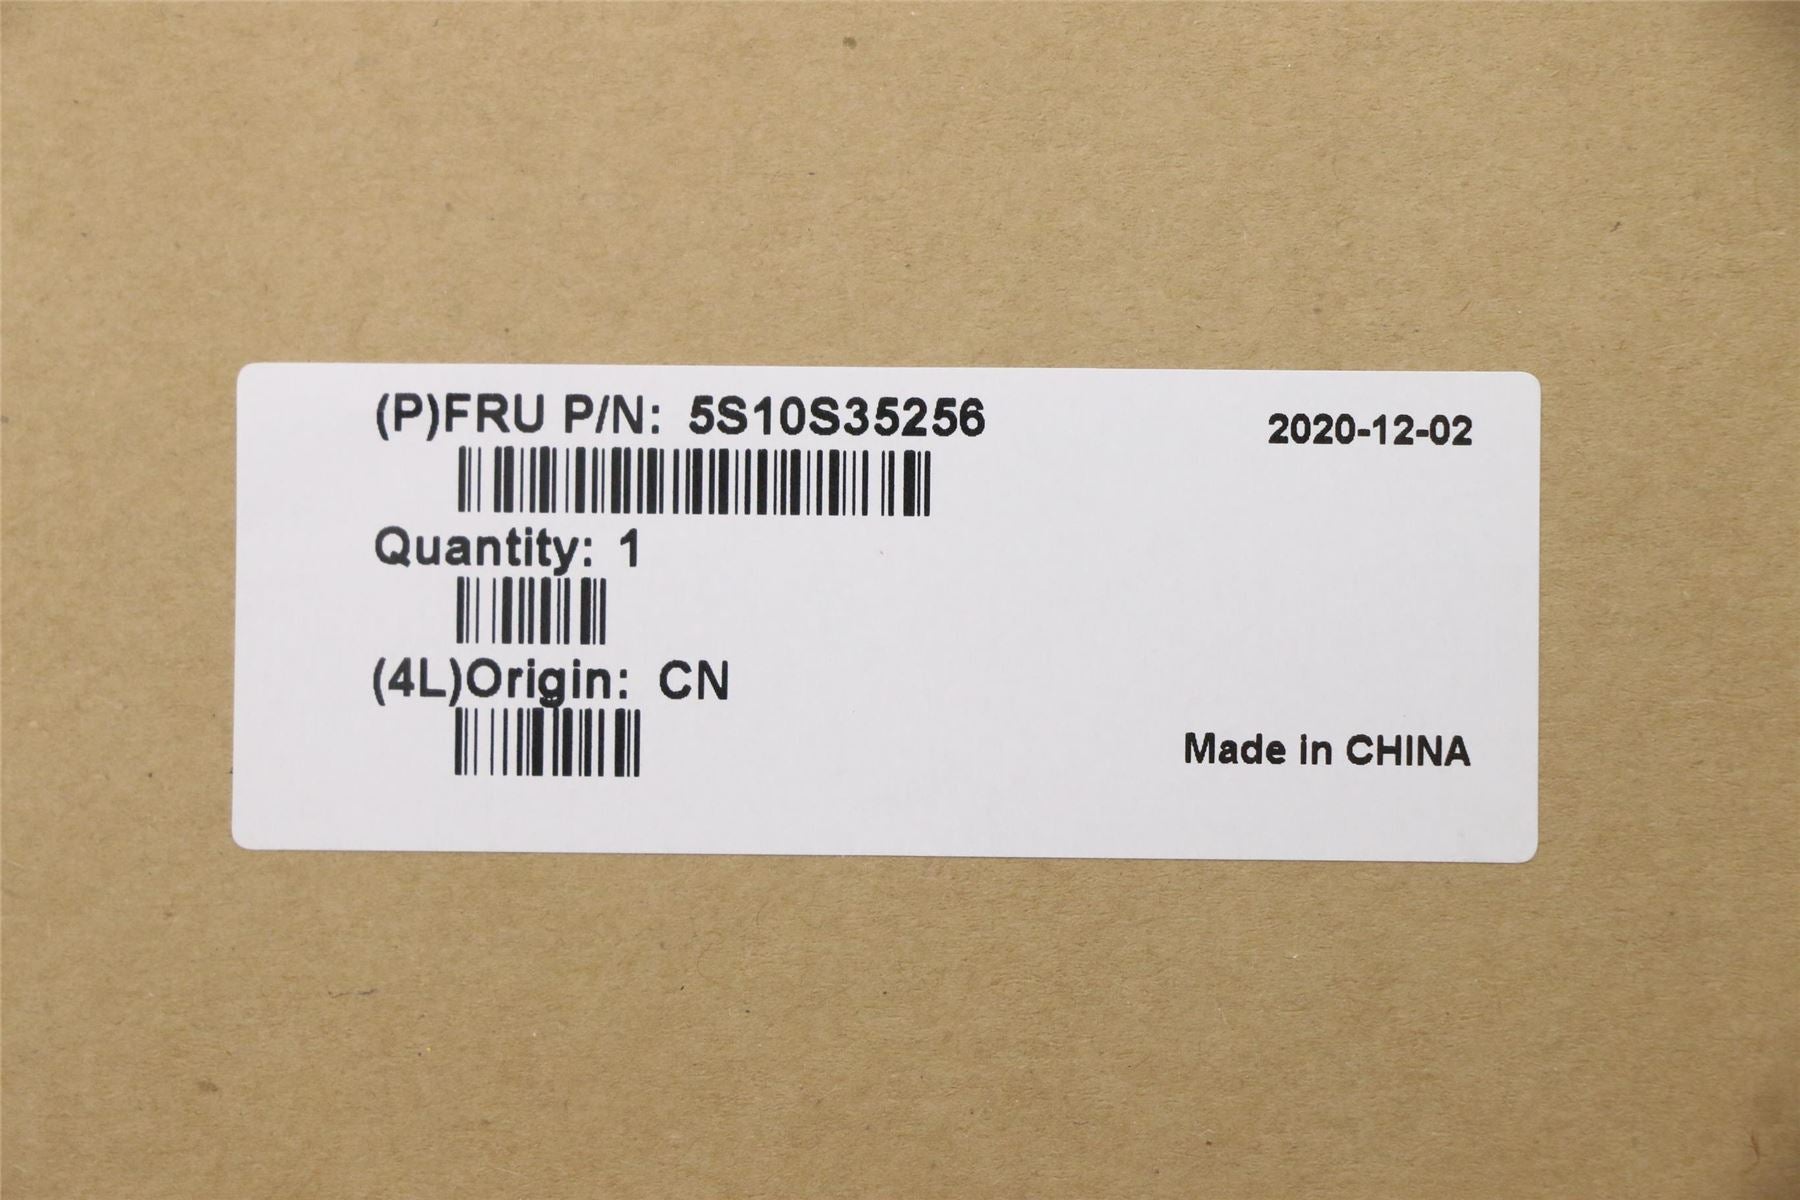 (P)FRU P/N: 5S10S35256
2020-12-02
Quantity: 1
(4L)Origin: CN
Made in CHINA